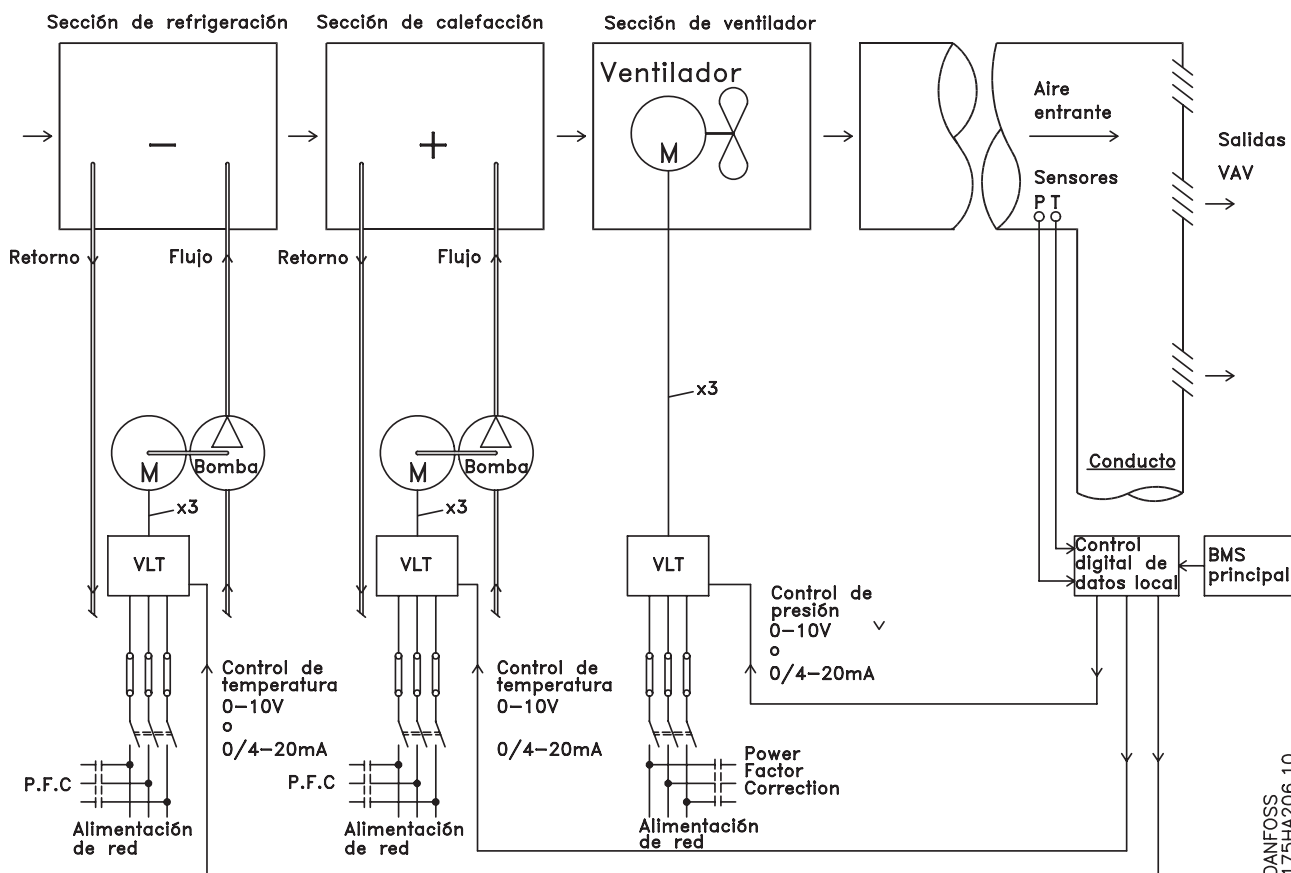 Sección de refrigeración
Sección de calefacción
Sección de ventilador
Ventilador
M
−
+
Aire
entrante
Salidas
VAV
Sensores
P T
Retorno
Flujo
Retorno
Flujo
x3
M
Bomba
x3
M
Bomba
x3
Conducto
VLT
VLT
VLT
Control
digital de
datos local
BMS
principal
Control de
presión
0−10V
o
0/4−20mA
Control de
temperatura
0−10V
o
0/4−20mA
Control de
temperatura
0−10V
0/4−20mA
P.F.C
P.F.C
Power
Factor
Correction
Alimentación
de red
Alimentación
de red
Alimentación
de red
DANFOSS
175HA206.10